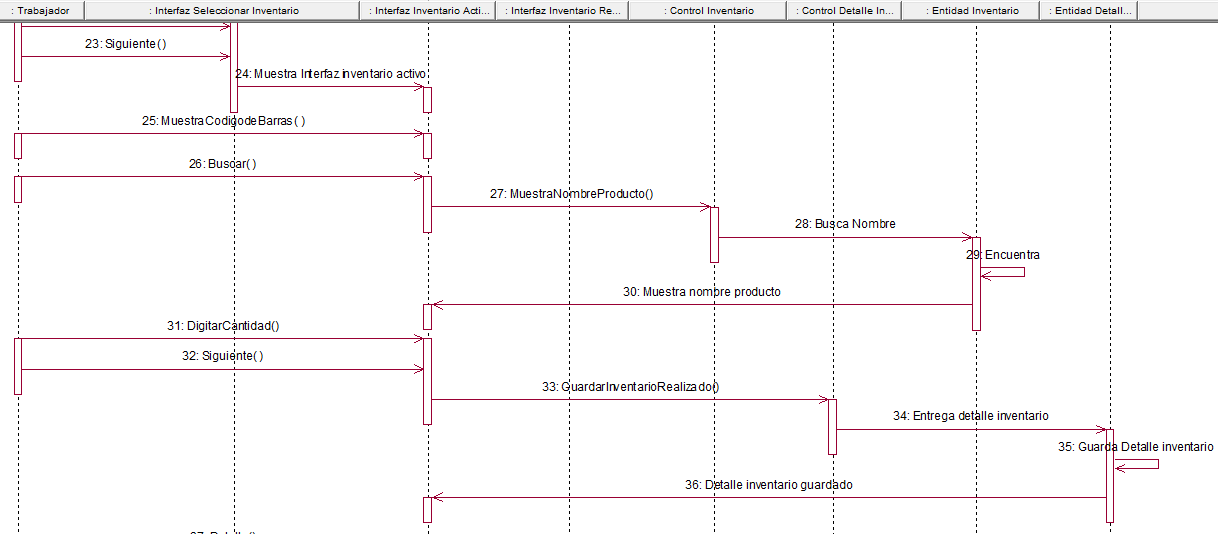 : Trabajador
: Interfaz Seleccionar Inventario
: Interfaz Inventario Acti...
: Interfaz Inventario Re...
: Control Inventario
: Control Detalle In...
: Entidad Inventario
: Entidad Detall...
23: Siguiente( )
24: Muestra Interfaz inventario activo
25: MuestraCodigodeBarras( )
26: Buscar( )
27: MuestraNombreProducto()
28: Busca Nombre
29: Encuentra
30: Muestra nombre producto
31: DigitarCantidad()
32: Siguiente( )
33: GuardarInventarioRealizado()
34: Entrega detalle inventario
35: Guarda Detalle inventario
36: Detalle inventario guardado